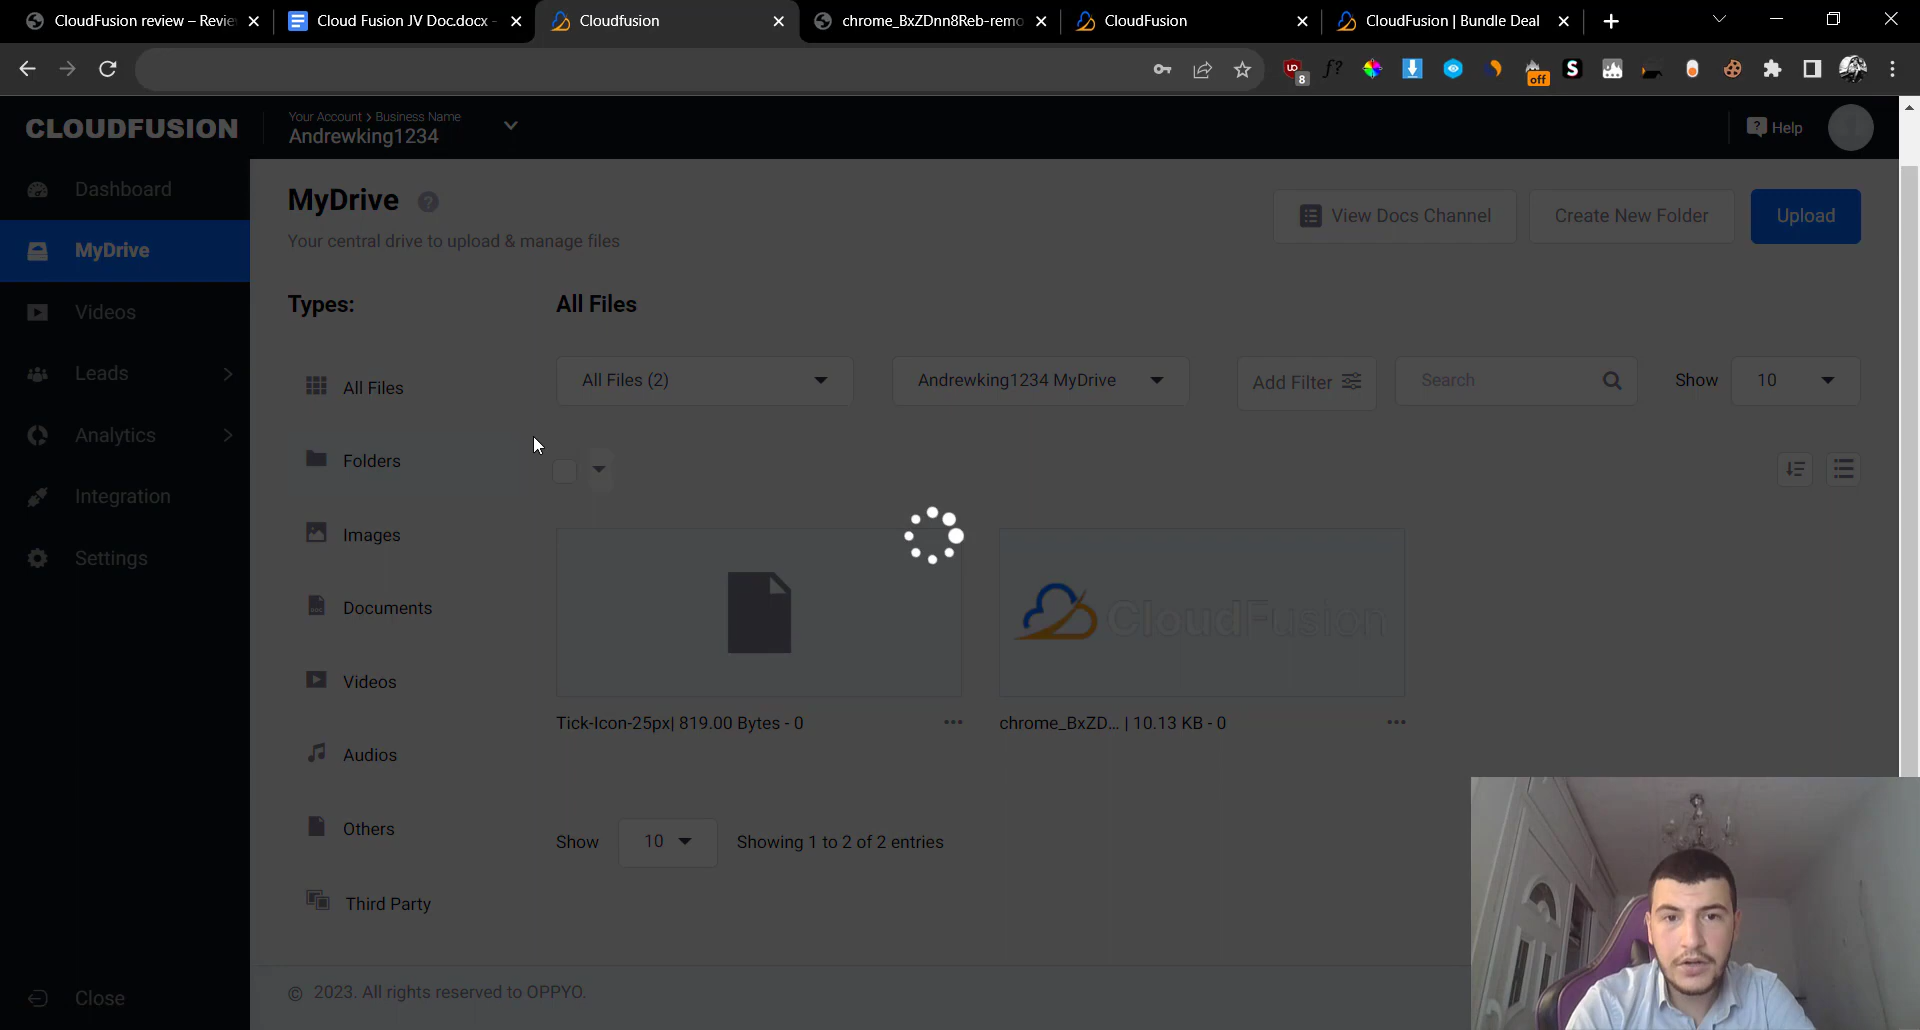 CloudFusion review – Revie
Cloud Fusion JV Doc.docx -
Cloudfusion
chrome_BxZDnn8Reb-remo
CloudFusion
CloudFusion | Bundle Deal
8
f?
off
S
CLOUDFUSION
Your Account > Business Name
Andrewking1234
Help
Dashboard
MyDrive
Videos
Leads
Analytics
Integration
Settings
Close
MyDrive
Your central drive to upload & manage files
View Docs Channel
Create New Folder
Upload
Types:
All Files
Folders
Images
Documents
Videos
Audios
Others
Third Party
All Files
All Files (2)
Andrewking1234 MyDrive
Add Filter
Search
Show
10
CloudFusion
Tick-Icon-25px| 819.00 Bytes - 0
chrome_BxZD... | 10.13 KB - 0
Show
10
Showing 1 to 2 of 2 entries
© 2023. All rights reserved to OPPYO.